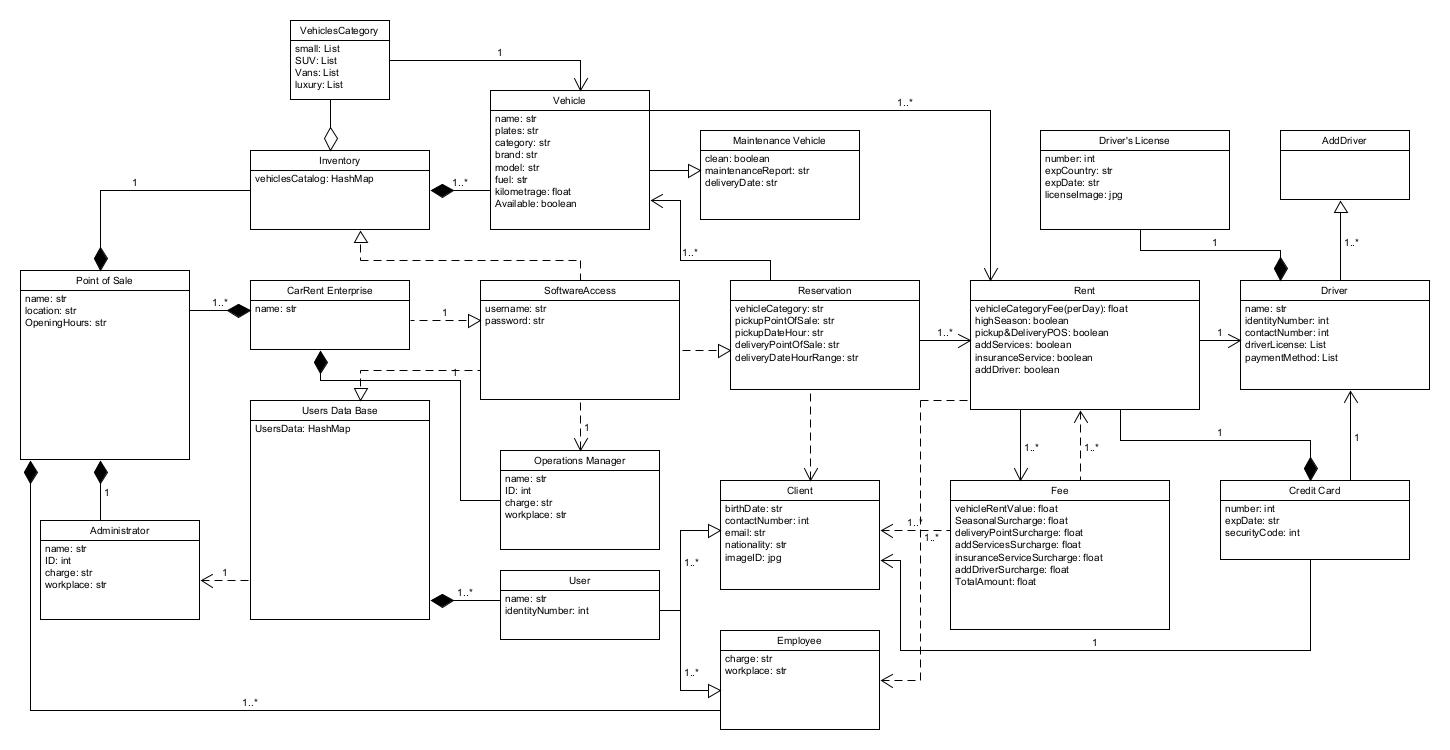 VehiclesCategory
small: List
SUV: List
Vans: List
luxury: List
1
Vehicle
name: str
plates: str
category: str
brand: str
model: str
fuel: str
kilometrage: float
Available: boolean
1..*
Maintenance Vehicle
clean: boolean
maintenanceReport: str
deliveryDate: str
Driver's License
number: int
expCountry: str
expDate: str
licenseImage: jpg
AddDriver
Inventory
vehiclesCatalog: HashMap
1..*
1
1..*
1
1..*
Point of Sale
name: str
location: str
OpeningHours: str
1..*
CarRent Enterprise
name: str
1
SoftwareAccess
username: str
password: str
Reservation
vehicleCategory: str
pickupPointOfSale: str
pickupDateHour: str
deliveryPointOfSale: str
deliveryDateHourRange: str
1..*
Rent
vehicleCategoryFee(perDay): float
highSeason: boolean
pickup&DeliveryPOS: boolean
addServices: boolean
insuranceService: boolean
addDriver: boolean
1
Driver
name: str
identityNumber: int
contactNumber: int
driverLicense: List
paymentMethod: List
1
Users Data Base
UsersData: HashMap
1
1..*
1..*
1
1
Operations Manager
name: str
ID: int
charge: str
workplace: str
Client
birthDate: str
contactNumber: int
email: str
nationality: str
imageID: jpg
1..*
1..*
Fee
vehicleRentValue: float
SeasonalSurcharge: float
deliveryPointSurcharge: float
addServicesSurcharge: float
insuranceServiceSurcharge: float
addDriverSurcharge: float
TotalAmount: float
Credit Card
number: int
expDate: str
securityCode: int
1
Administrator
name: str
ID: int
charge: str
workplace: str
1
1..*
User
name: str
identityNumber: int
1..*
1..*
1
Employee
charge: str
workplace: str
1..*